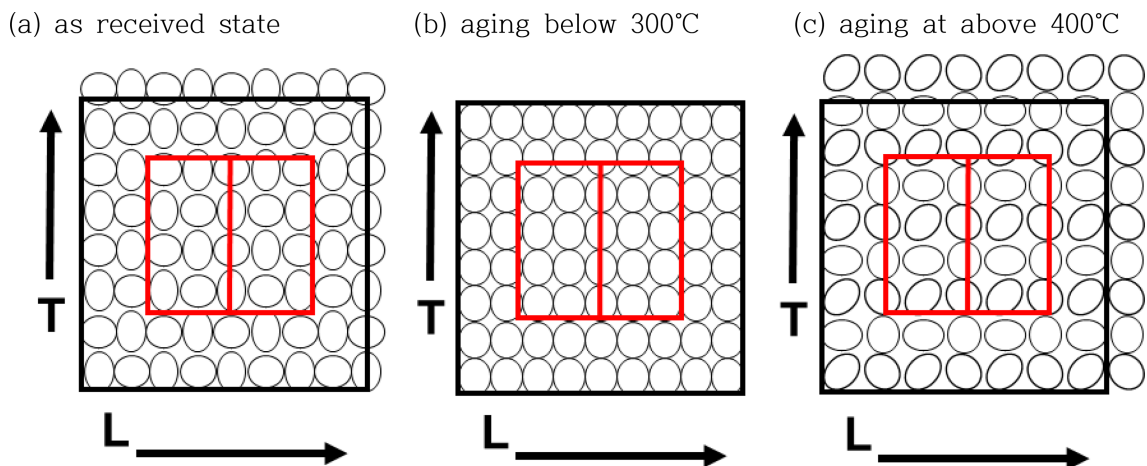 (a) as received state
(b) aging below 300℃
(c) aging at above 400℃
T
T
T
L
L
L